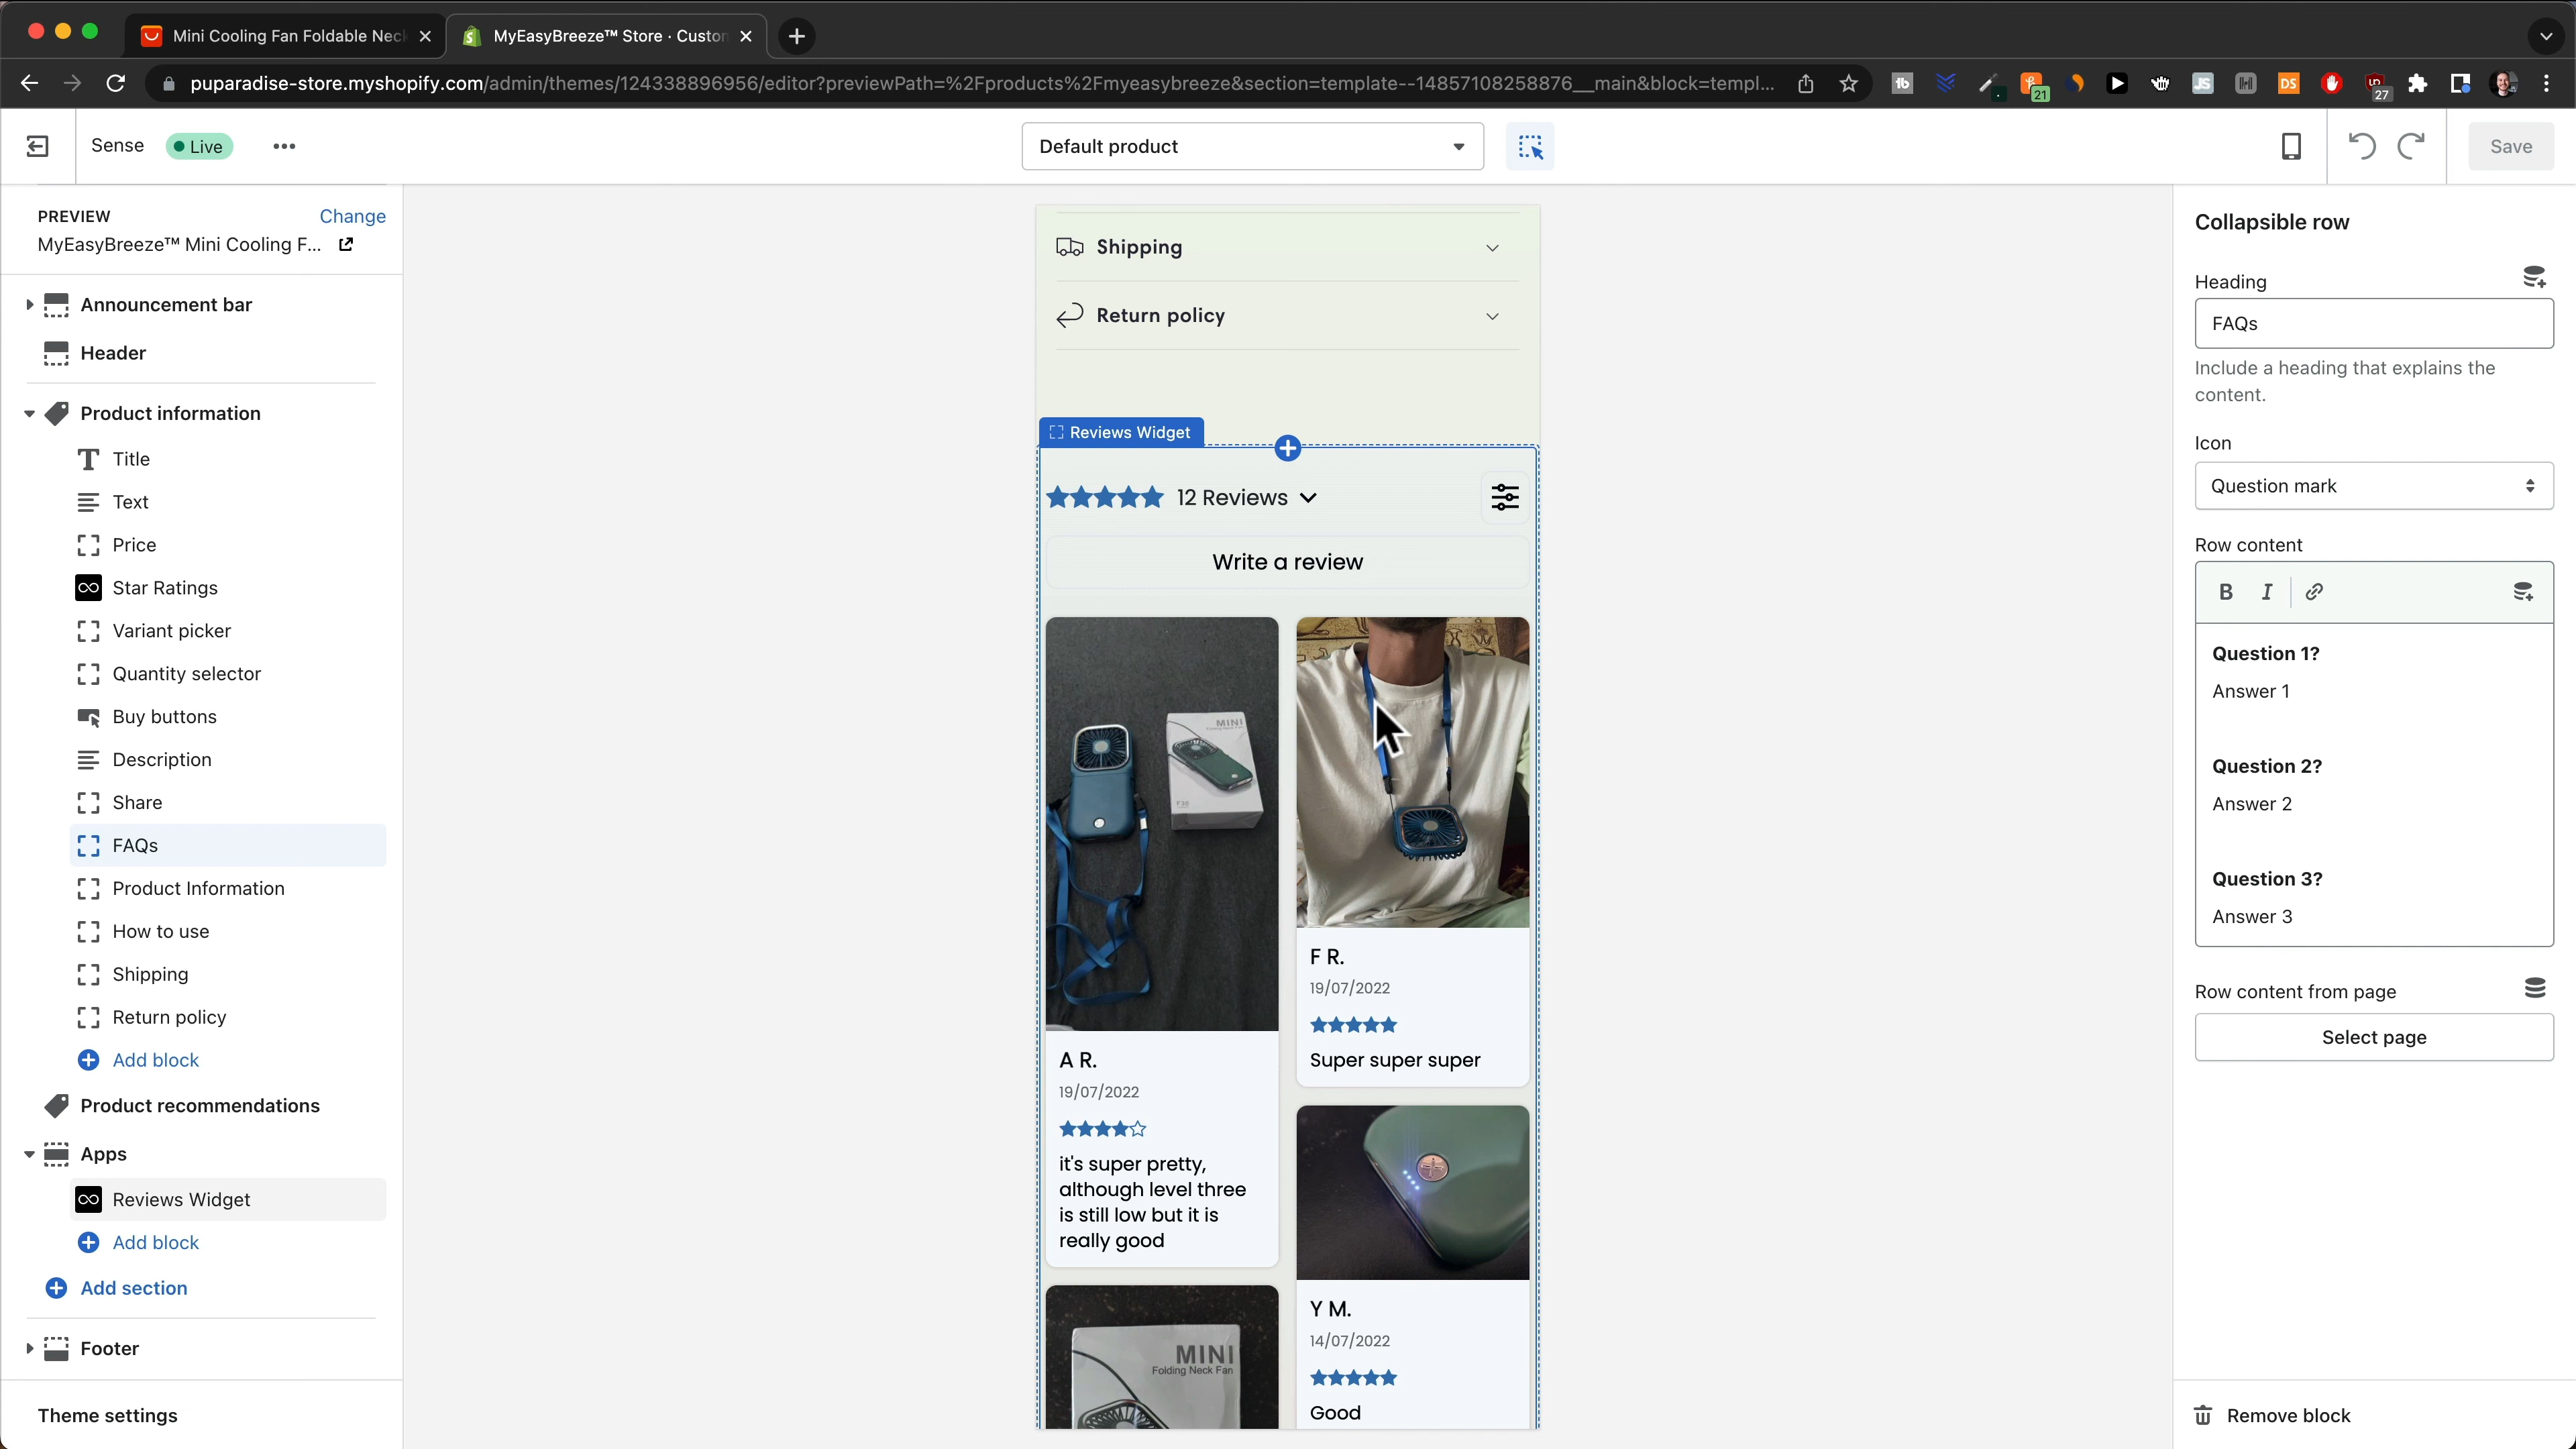 Mini Cooling Fan Foldable Nec
MyEasyBreeze™ Store · Custon
puparadise-store.myshopify.com/admin/themes/124338896956/editor?previewPath=%2Fproducts%2Fmyeasybreeze&section=template--14857108258876__main&block=templ...
21
JS
DS
27
Sense
Live
Default product
Save
PREVIEW
Change
MyEasyBreeze™ Mini Cooling F...
Announcement bar
Header
Product information
Title
Text
Price
Star Ratings
Variant picker
Quantity selector
Buy buttons
Description
Share
FAQs
Product Information
How to use
Shipping
Return policy
Add block
Product recommendations
Apps
Reviews Widget
Add block
Add section
Footer
Theme settings
Shipping
Return policy
Reviews Widget
12 Reviews
Write a review
MINI
A R.
19/07/2022
it's super pretty,
although level three
is still low but it is
really good
MINI
Folding Neck Fan
F R.
19/07/2022
Super super super
Y M.
14/07/2022
Good
Collapsible row
Heading
FAQs
Include a heading that explains the
content.
Icon
Question mark
Row content
B I
Question 1?
Answer 1
Question 2?
Answer 2
Question 3?
Answer 3
Row content from page
Select page
Remove block